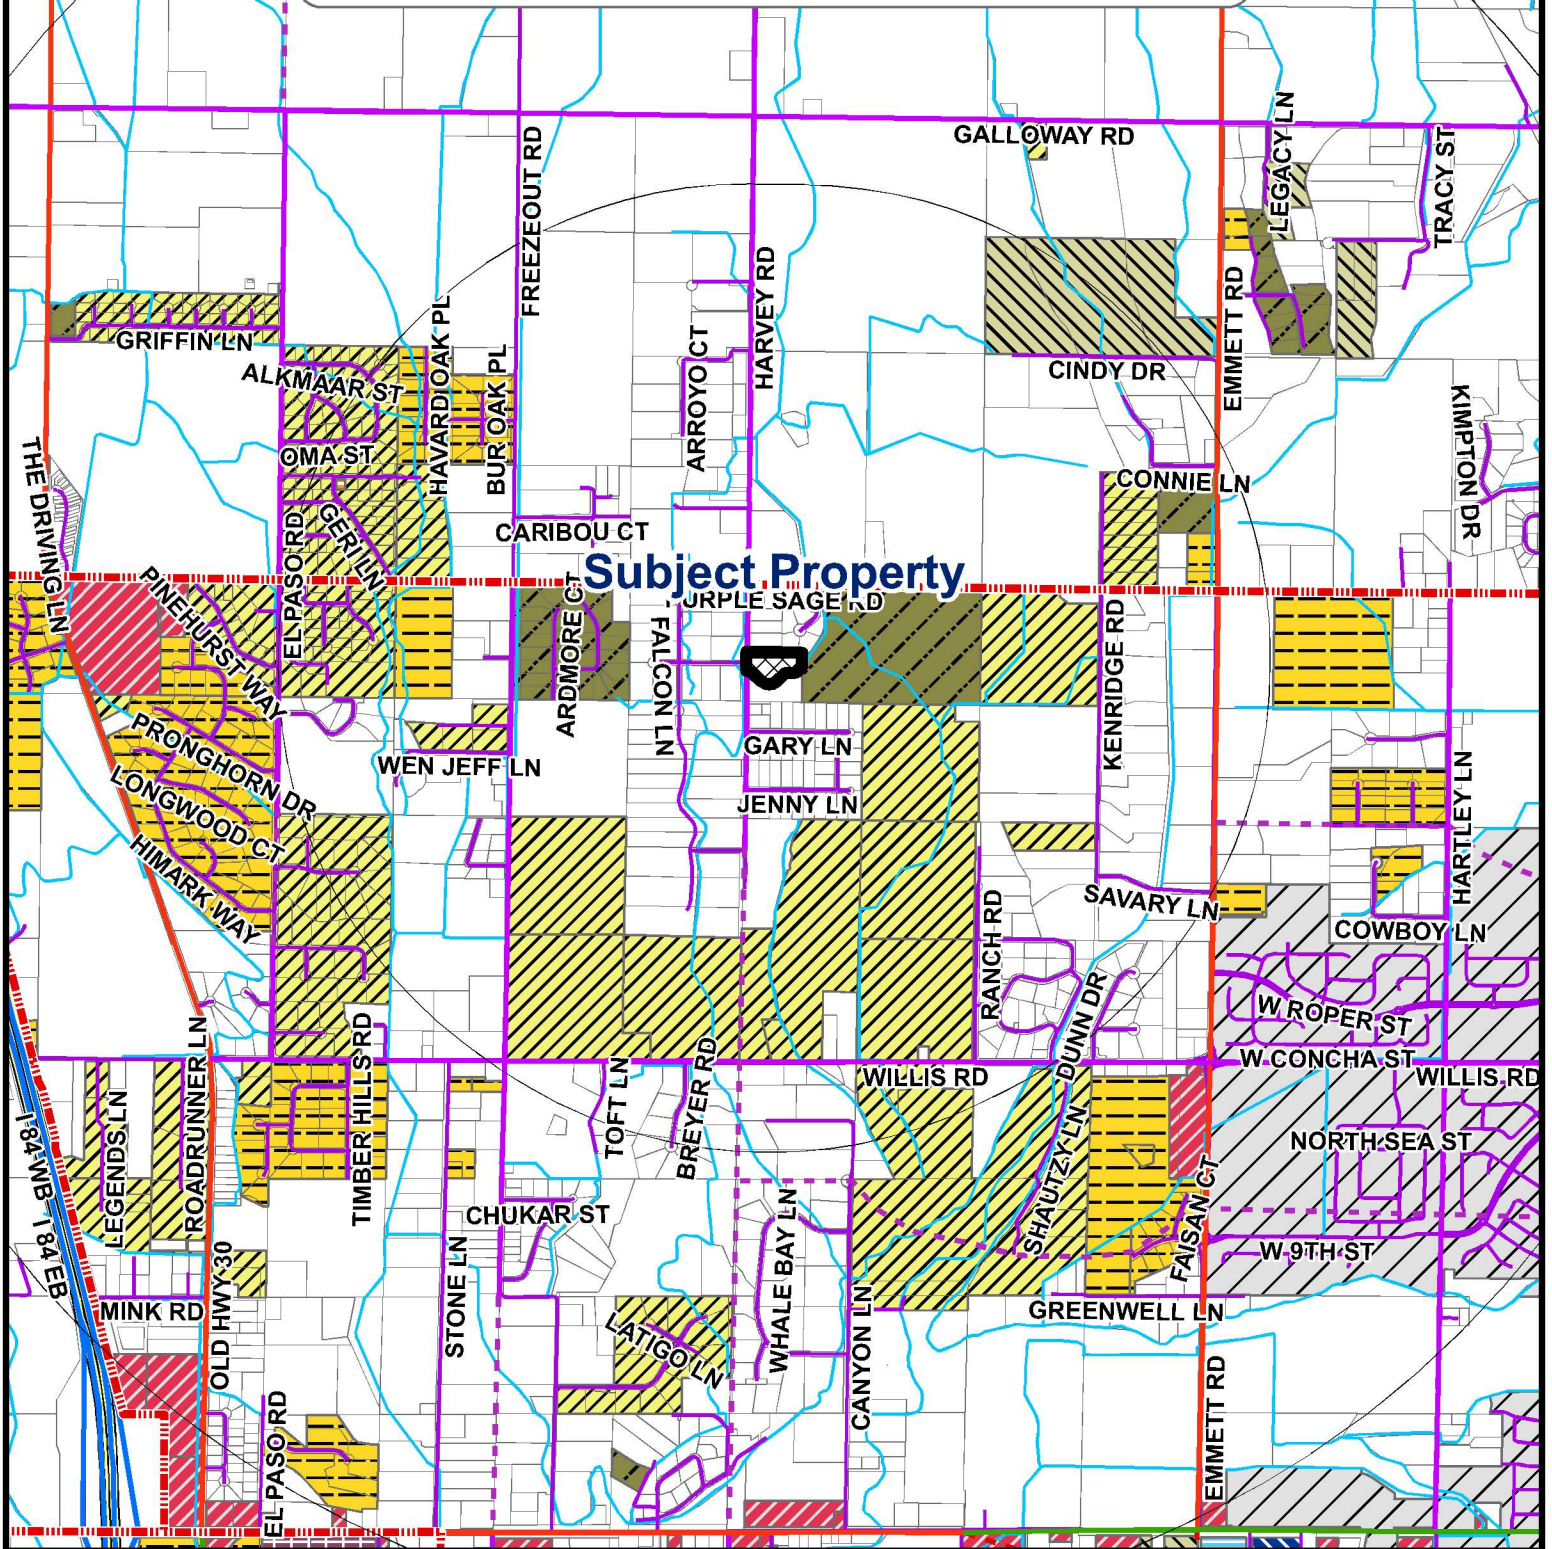 GALLOWAY RD
LEGACY LN
TRACY ST
FREEZEOUT RD
HARVEY RD
EMMETT RD
GRIFFIN LN
HAVARDIOAK PL
ALKMAAR ST
BUR OAK PL
ARROYO CT
CINDY DR
KIMPTON DR
OMA ST
THE DRIVING LN
CONNIE LN
EL PASO RD
GERI LN
CARIBOU CT
Subject Property
URPLE SAGE RD
PINEHURST WAY
ARDMORE CT
FALCON LN
KENRIDGE RD
PRONGHORN DR
GARY LN
WEN JEFF LN
JENNY LN
LONGWOOD CT
HARTLEY LN
HIMARK WAY
SAVARY LN
COWBOY LN
RANCH RD
DUNN DR
W ROPER ST
ROADRUNNER LN
TIMBER HILLS RD
W CONCHA ST
WILLIS RD
WILLIS RD
TOFT LN
BREYER RD
LEGENDS LN
NORTH SEA ST
SHAUTZY LN
FAISAN CT
I 84 WB
I 84 EB
CHUKAR ST
WHALE BAY LN
W 9TH ST
OLD HWY 30
MINK RD
STONE LN
LATIGO LN
CANYON LN
GREENWELL LN
EL PASO RD
EMMETT RD